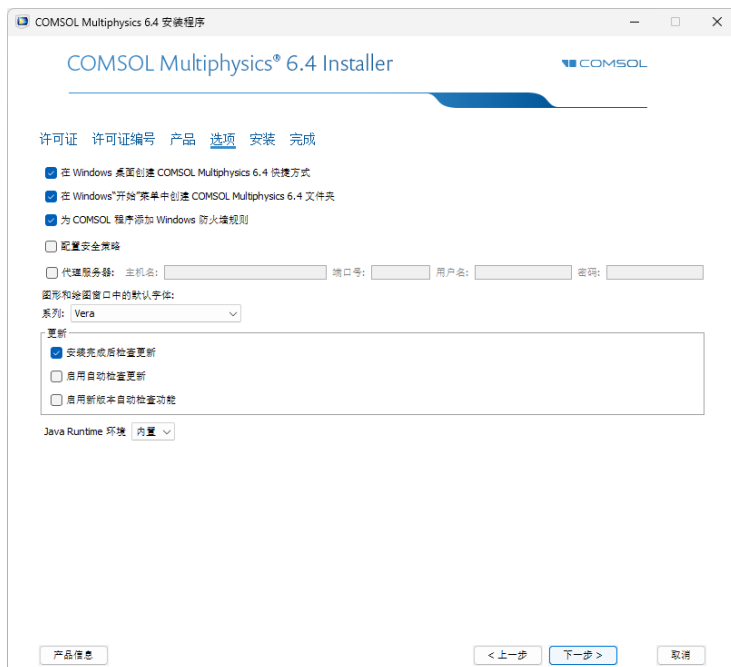 COMSOL Multiphysics 6.4 安装程序
COMSOL Multiphysics® 6.4 Installer
COMSOL
许可证 许可证编号 产品 选项 安装 完成
在 Windows 桌面创建 COMSOL Multiphysics 6.4 快捷方式
在 Windows“开始”菜单中创建 COMSOL Multiphysics 6.4 文件夹
为 COMSOL 程序添加 Windows 防火墙规则
配置安全策略
代理服务器: 主机名: 端口号: 用户名: 密码:
图形和绘图窗口中的默认字体:
系列: Vera
更新
安装完成后检查更新
启用自动检查更新
启用新版本自动检查功能
Java Runtime 环境 内置
产品信息 < 上一步 下一步 > 取消